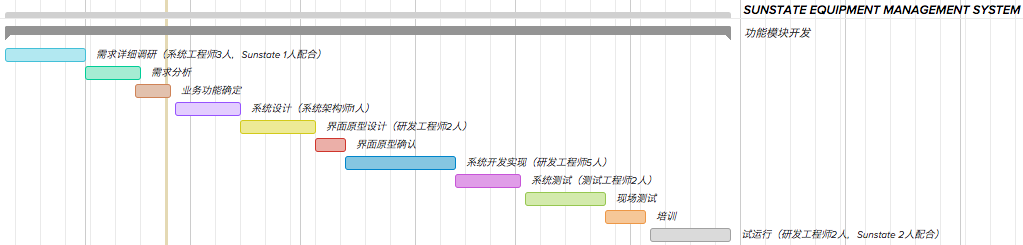 SUNSTATE EQUIPMENT MANAGEMENT SYSTEM
功能模块开发
需求详细调研（系统工程师3人，Sunstate 1人配合）
需求分析
业务功能确定
系统设计（系统架构师1人）
界面原型设计（研发工程师2人）
界面原型确认
系统开发实现（研发工程师5人）
系统测试（测试工程师2人）
现场测试
培训
试运行（研发工程师2人，Sunstate 2人配合）